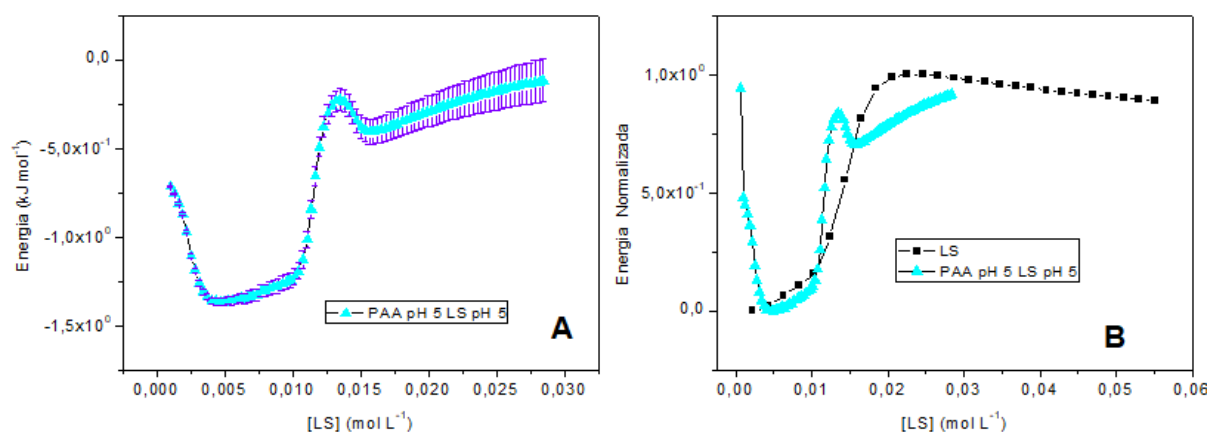 A
Energia (kJ mol⁻¹)
0,0
-5,0x10⁻¹
-1,0x10⁰
-1,5x10⁰
PAA pH 5 LS pH 5
0,000 0,005 0,010 0,015 0,020 0,025 0,030
[LS] (mol L⁻¹)
B
Energia Normalizada
1,0x10⁰
5,0x10⁻¹
0,0
LS
PAA pH 5 LS pH 5
0,00 0,01 0,02 0,03 0,04 0,05 0,06
[LS] (mol L⁻¹)